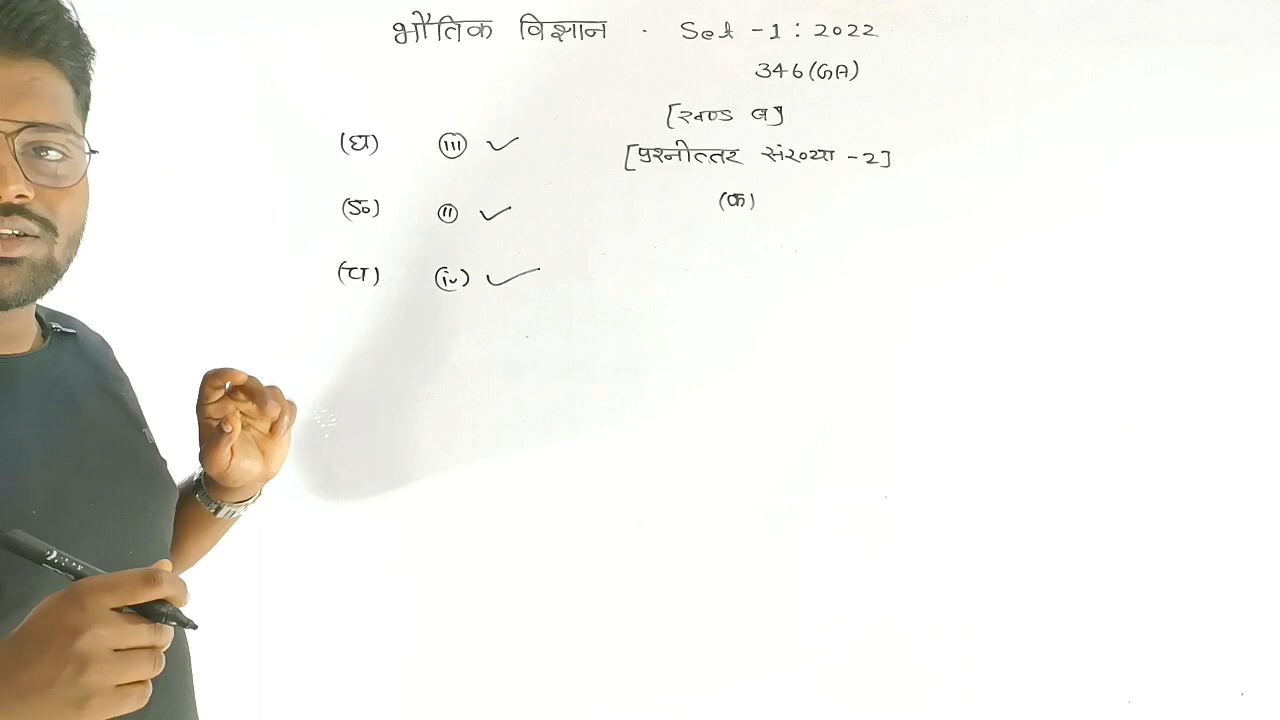 भौतिक विज्ञान . Set - 1 : 2022
346 (GA)
[खण्ड ब]
[प्रश्नोत्तर संख्या - 2]
(क)
(घ) (iii) ✓
(ङ) (ii) ✓
(च) (iv) ✓